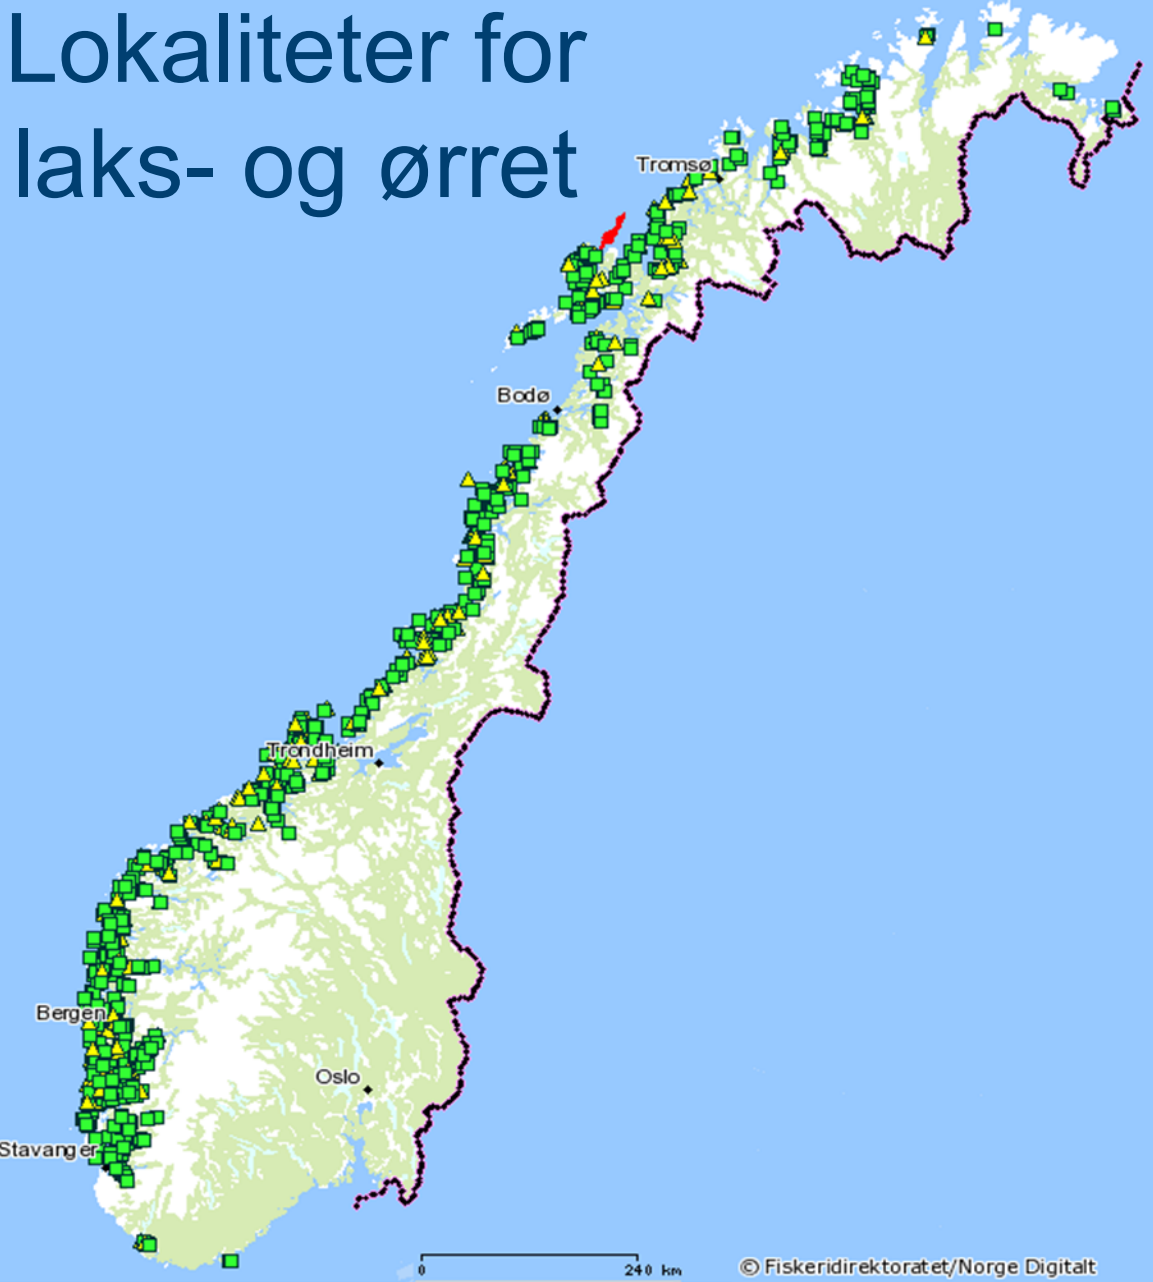 Lokaliteter for
laks- og ørret
Tromsø
Bodø
Trondheim
Bergen
Oslo
Stavanger
0 240 km
© Fiskeridirektoratet/Norge Digitalt